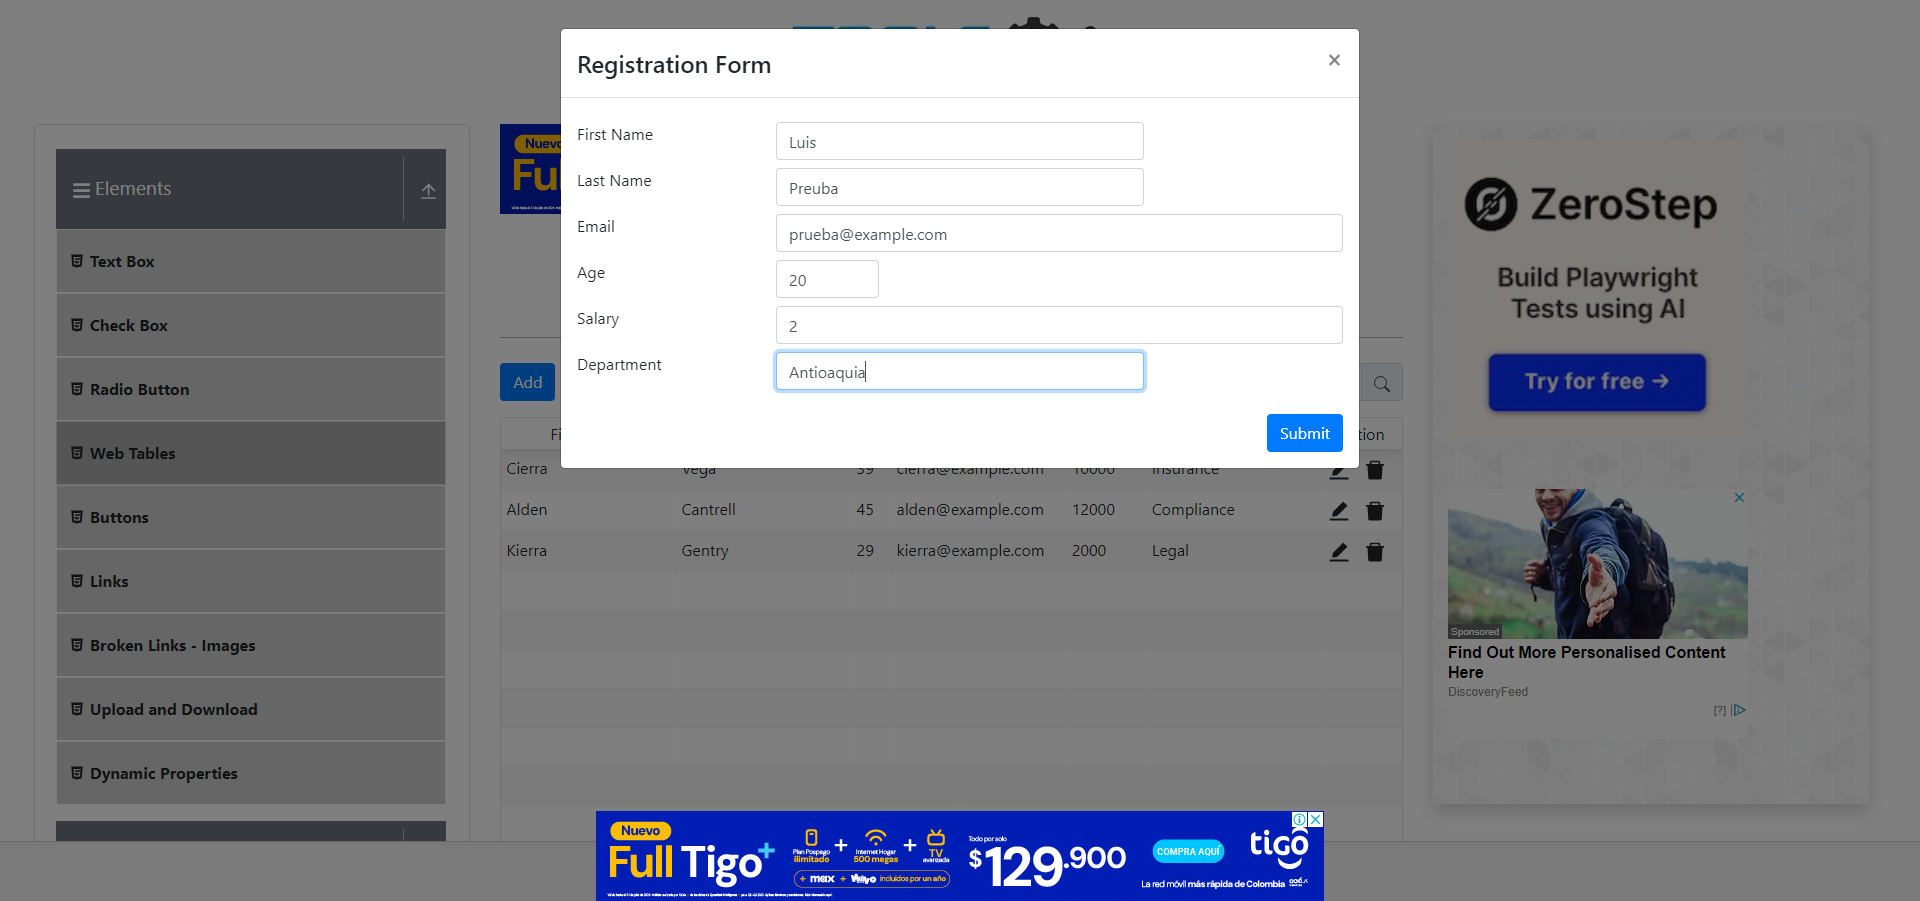 Registration Form
×
First Name
Luis
Last Name
Preuba
Email
prueba@example.com
Age
20
Salary
2
Department
Antioaquia
Submit
Elements
Text Box
Check Box
Radio Button
Web Tables
Buttons
Links
Broken Links - Images
Upload and Download
Dynamic Properties
Nuevo
Fu
Add
Fi
tion
Cierra Vega 39 cierra@example.com 10000 Insurance
Alden Cantrell 45 alden@example.com 12000 Compliance
Kierra Gentry 29 kierra@example.com 2000 Legal
ZeroStep
Build Playwright
Tests using AI
Try for free →
Sponsored
Find Out More Personalised Content
Here
DiscoveryFeed
[?]
Nuevo
Full Tigo+
Plan Pospago
ilimitado
+
Internet Hogar
500 megas
+
TV
avanzada
+ max + incluidos por un año
Todo por solo
$129.900
COMPRA AQUÍ
tigo
La red móvil más rápida de Colombia